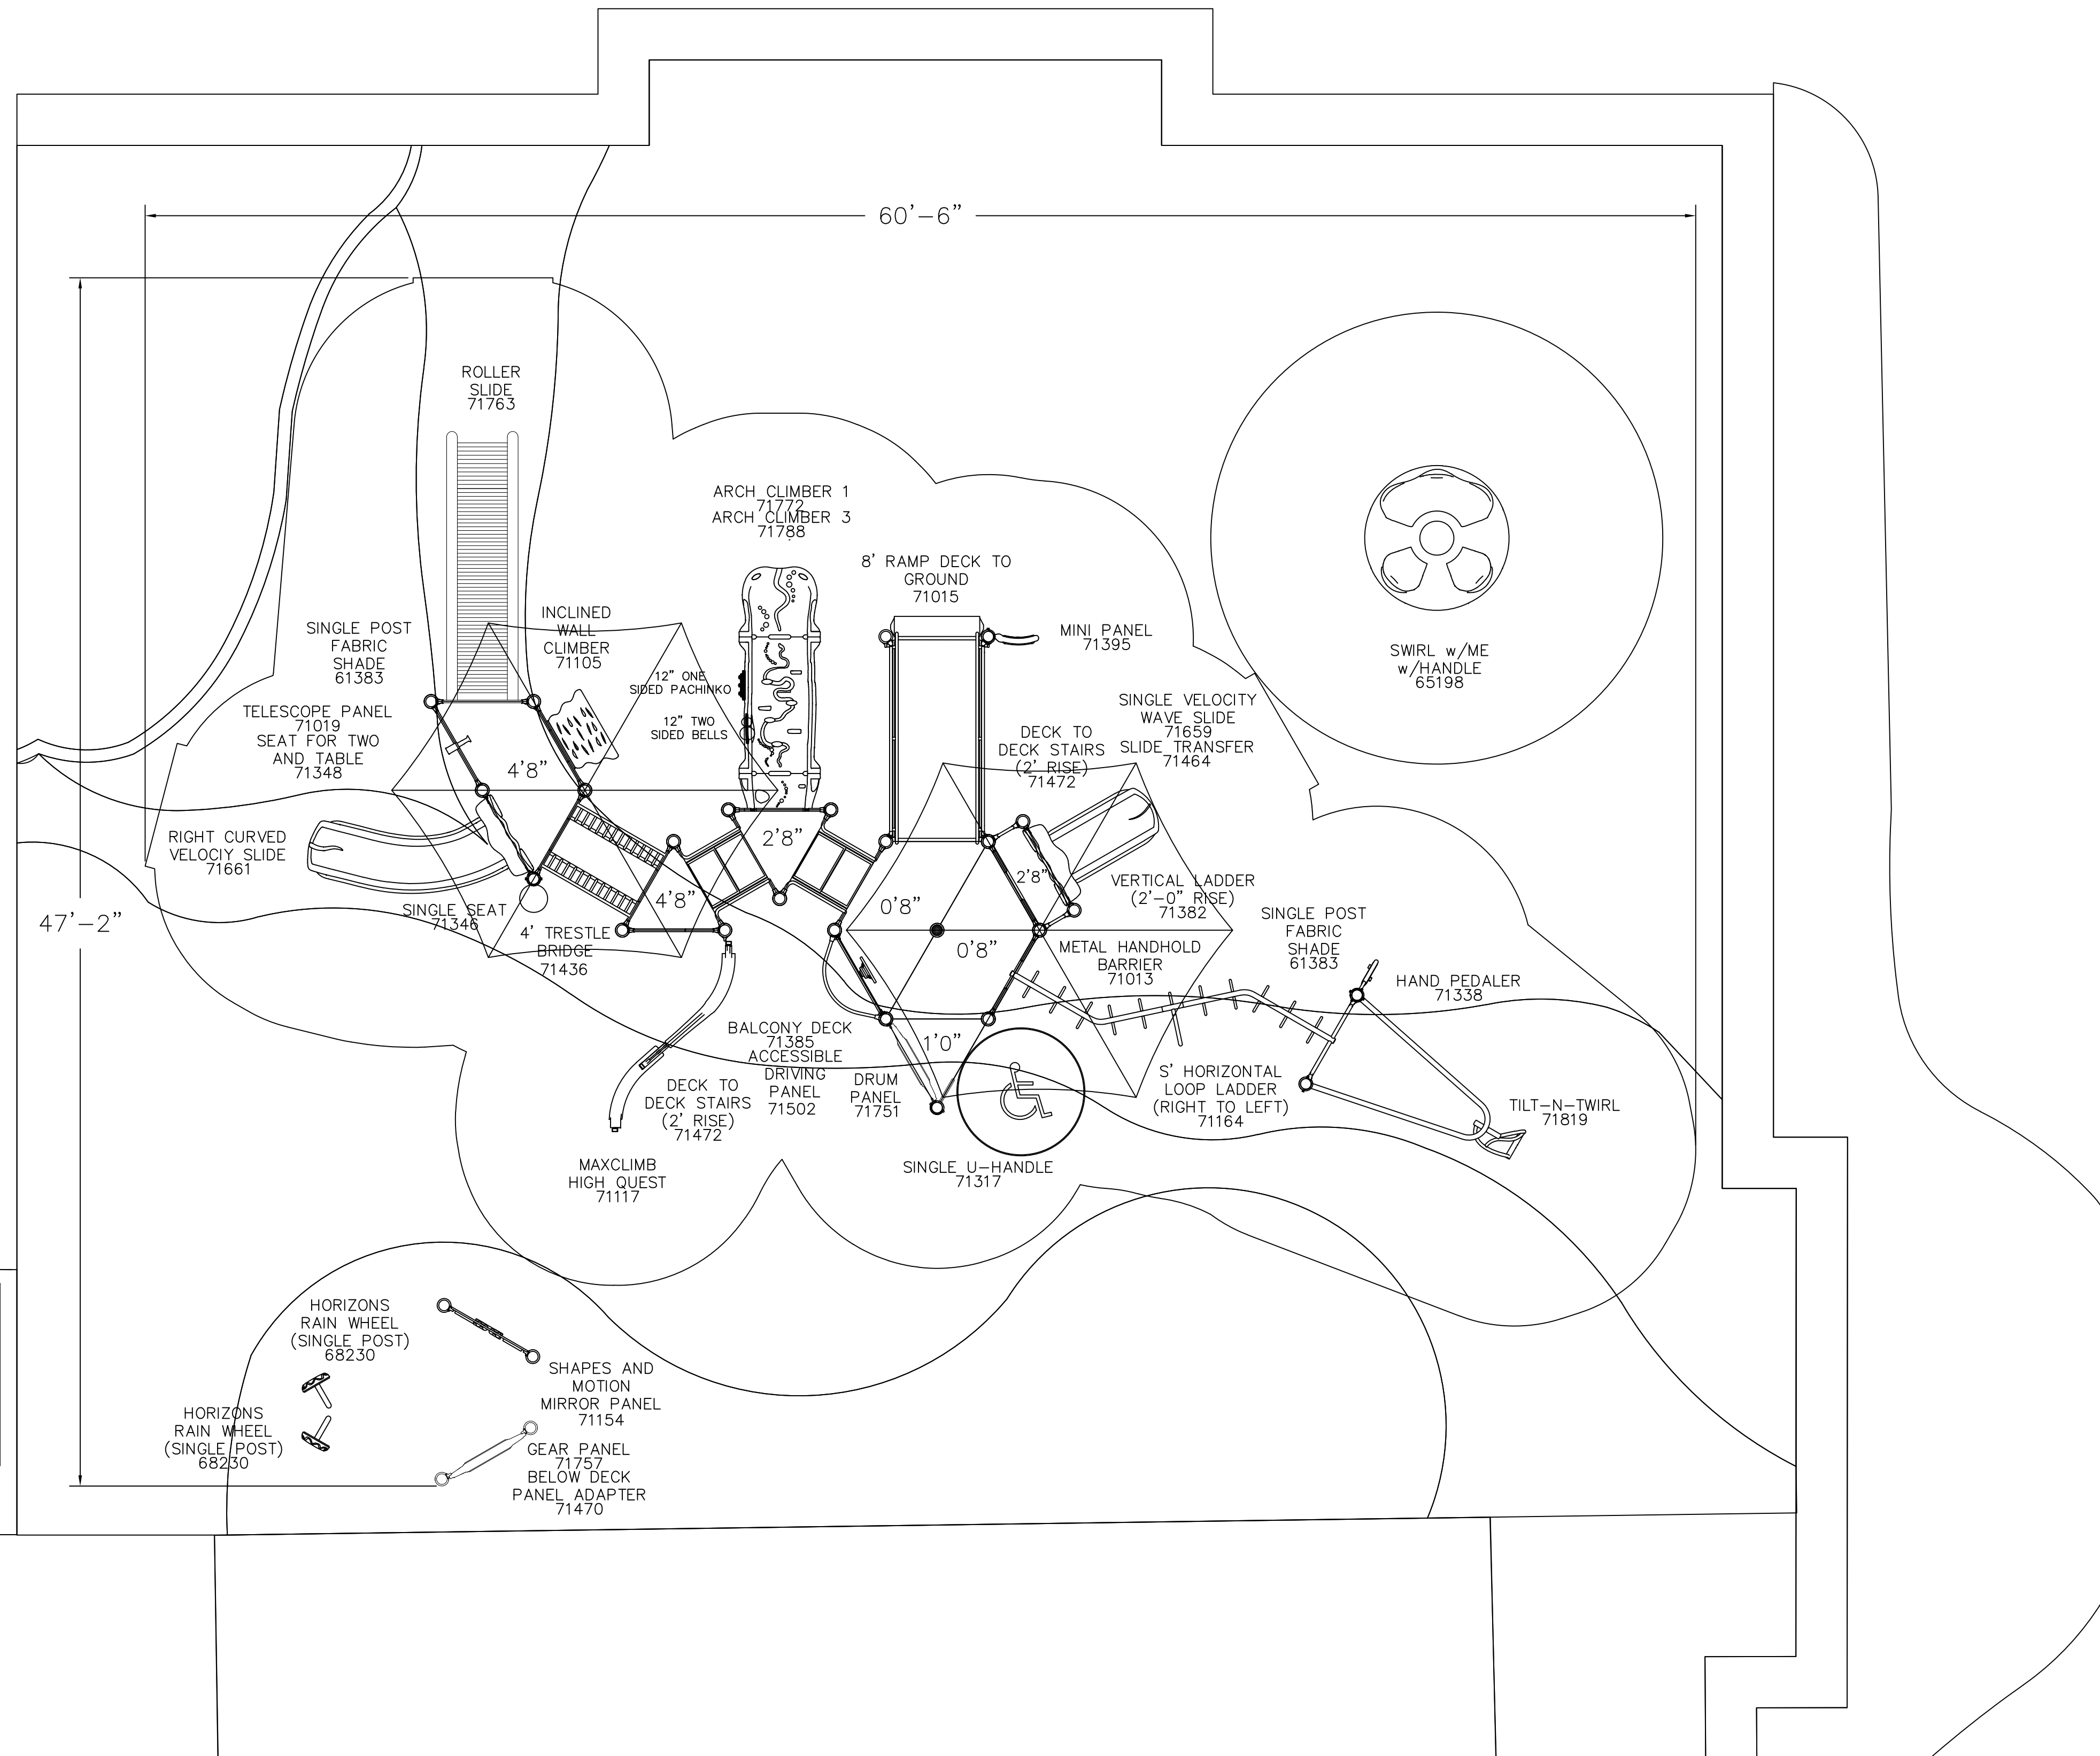 60'-6"
ROLLER
SLIDE
71763
ARCH CLIMBER 1
71772
ARCH CLIMBER 3
71788
8' RAMP DECK TO
GROUND
71015
INCLINED
WALL
CLIMBER
71105
SINGLE POST
FABRIC
SHADE
61383
MINI PANEL
71395
SWIRL w/ME
w/HANDLE
65198
12" ONE
SIDED PACHINKO
12" TWO
SIDED BELLS
TELESCOPE PANEL
71019
SEAT FOR TWO
AND TABLE
71348
SINGLE VELOCITY
WAVE SLIDE
71659
SLIDE TRANSFER
71464
DECK TO
DECK STAIRS
(2' RISE)
71472
4'8"
2'8"
RIGHT CURVED
VELOCIY SLIDE
71661
4'8"
0'8"
2'8"
VERTICAL LADDER
(2'-0" RISE)
71382
47'-2"
SINGLE SEAT
71346
4' TRESTLE
BRIDGE
71436
0'8"
METAL HANDHOLD
BARRIER
71013
SINGLE POST
FABRIC
SHADE
61383
HAND PEDALER
71338
BALCONY DECK
71385
ACCESSIBLE
DRIVING
PANEL
71502
1'0"
DRUM
PANEL
71751
DECK TO
DECK STAIRS
(2' RISE)
71472
S' HORIZONTAL
LOOP LADDER
(RIGHT TO LEFT)
71164
TILT-N-TWIRL
71819
MAXCLIMB
HIGH QUEST
71117
SINGLE U-HANDLE
71317
HORIZONS
RAIN WHEEL
(SINGLE POST)
68230
SHAPES AND
MOTION
MIRROR PANEL
71154
HORIZONS
RAIN WHEEL
(SINGLE POST)
68230
GEAR PANEL
71757
BELOW DECK
PANEL ADAPTER
71470